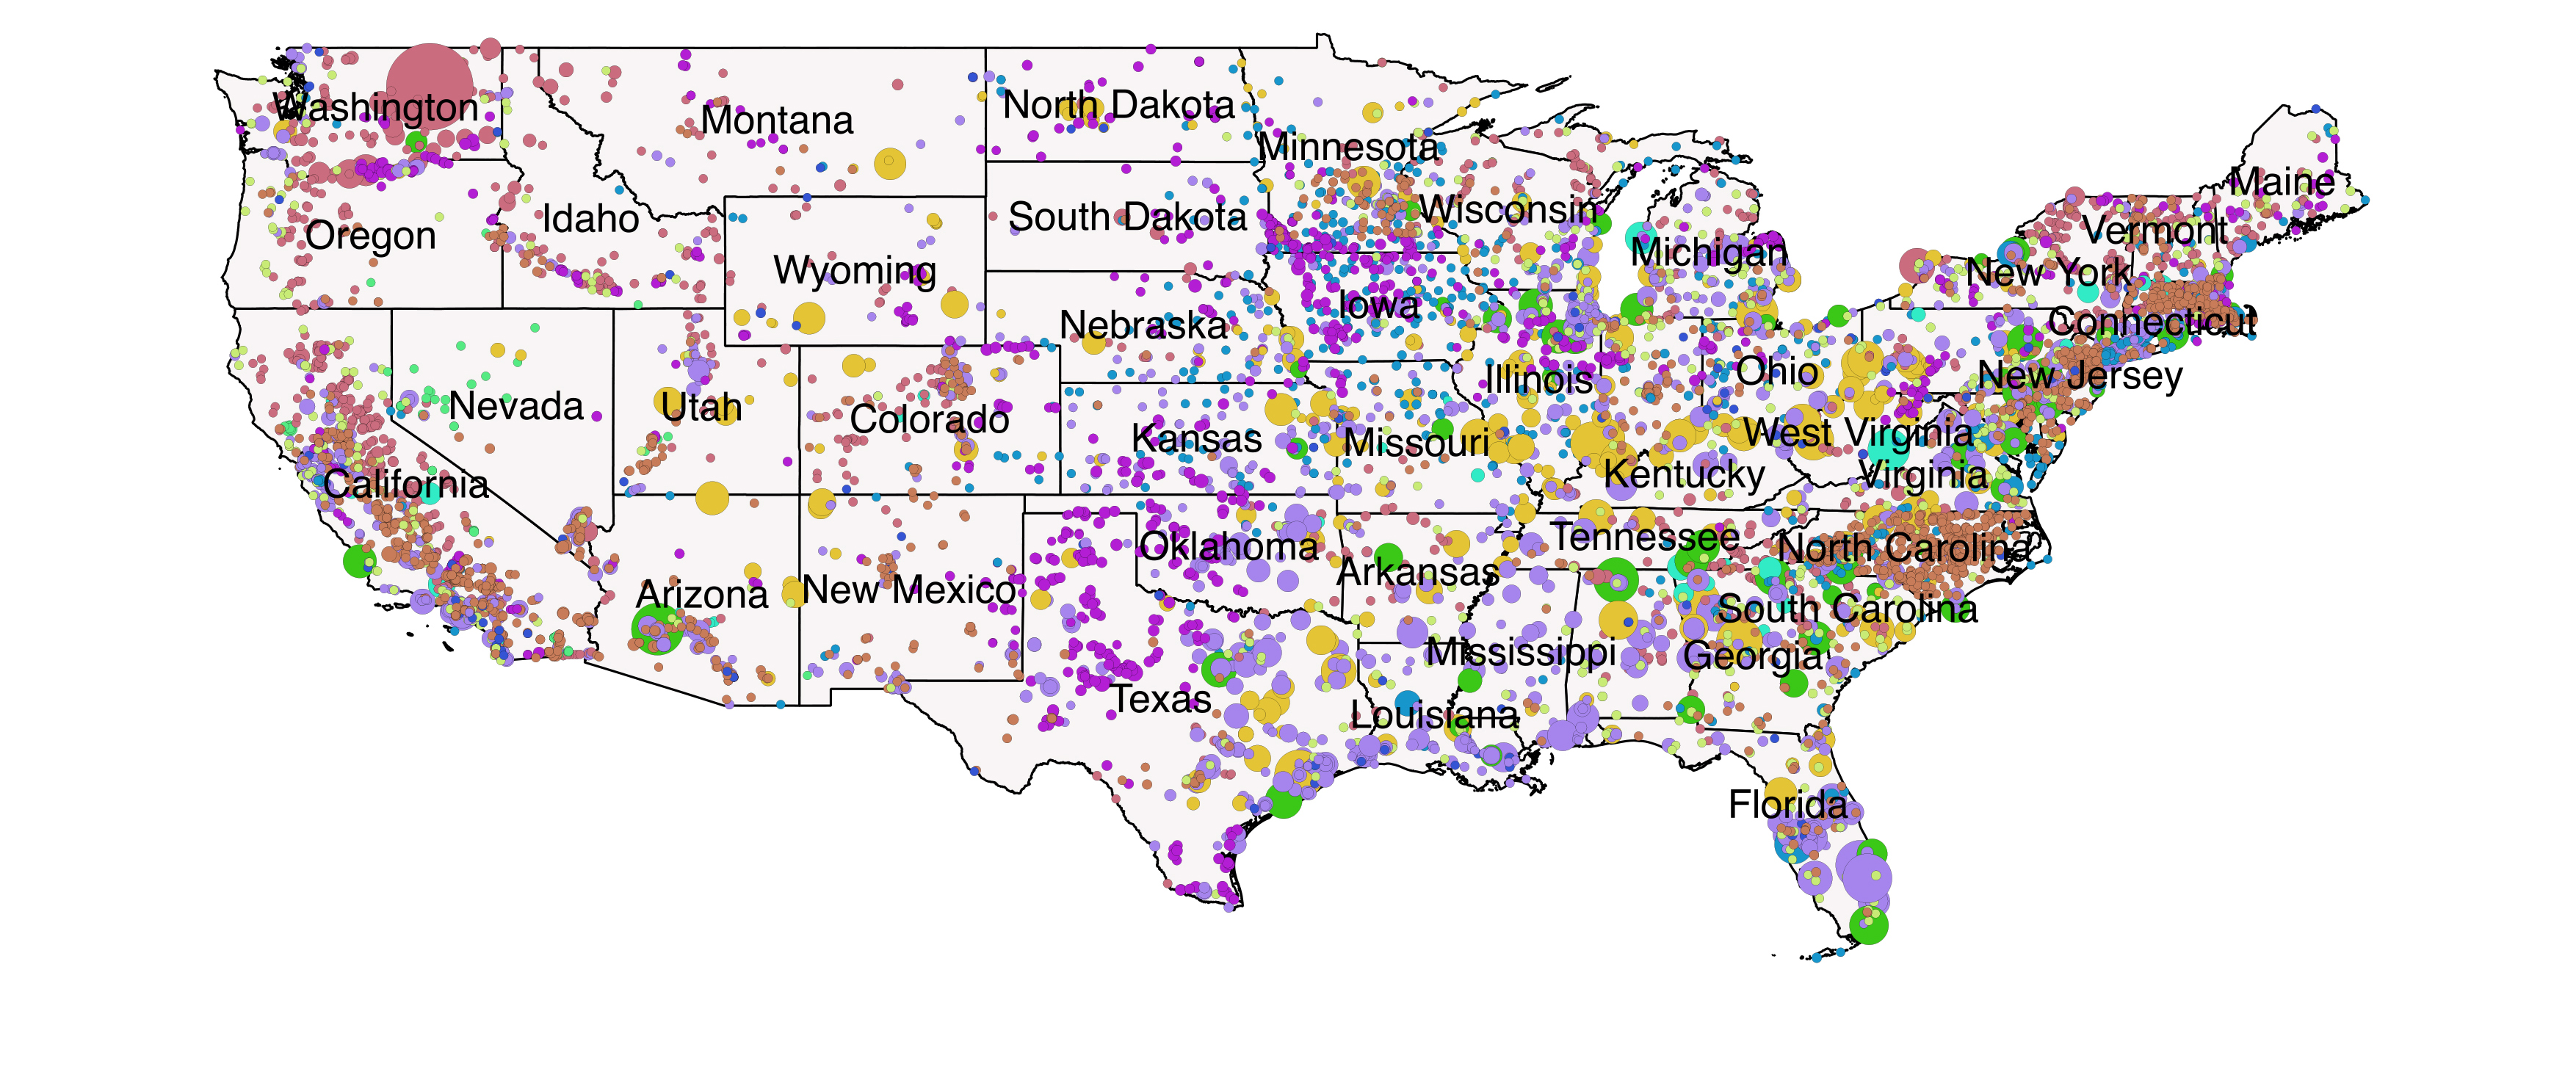 Washington
Montana
North Dakota
Minnesota
Maine
Oregon
Idaho
South Dakota
Wisconsin
Vermont
Wyoming
Michigan
New York
Nebraska
Iowa
Connecticut
Nevada
Utah
Colorado
Illinois
Ohio
New Jersey
Kansas
Missouri
West Virginia
California
Kentucky
Virginia
Arizona
New Mexico
Oklahoma
Arkansas
Tennessee
North Carolina
South Carolina
Texas
Mississippi
Georgia
Louisiana
Florida